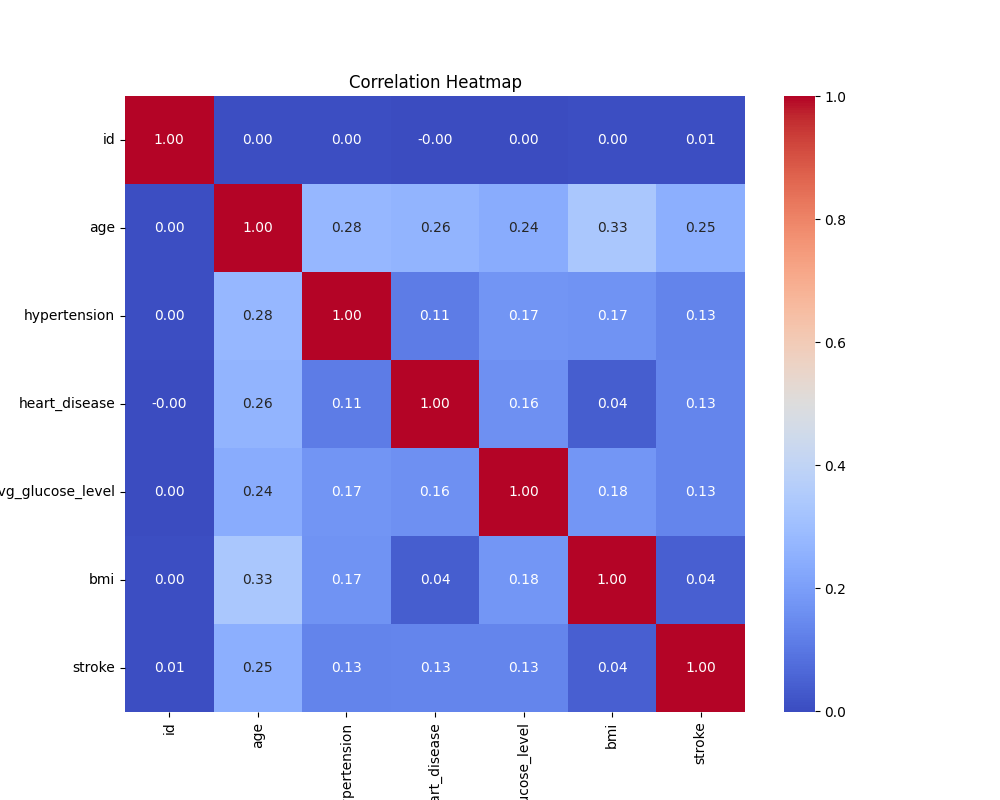 Correlation Heatmap
id 1.00 0.00 0.00 -0.00 0.00 0.00 0.01
age 0.00 1.00 0.28 0.26 0.24 0.33 0.25
hypertension 0.00 0.28 1.00 0.11 0.17 0.17 0.13
heart_disease -0.00 0.26 0.11 1.00 0.16 0.04 0.13
vg_glucose_level 0.00 0.24 0.17 0.16 1.00 0.18 0.13
bmi 0.00 0.33 0.17 0.04 0.18 1.00 0.04
stroke 0.01 0.25 0.13 0.13 0.13 0.04 1.00
id
age
pertension
art_disease
ucose_level
bmi
stroke
1.0
0.8
0.6
0.4
0.2
0.0